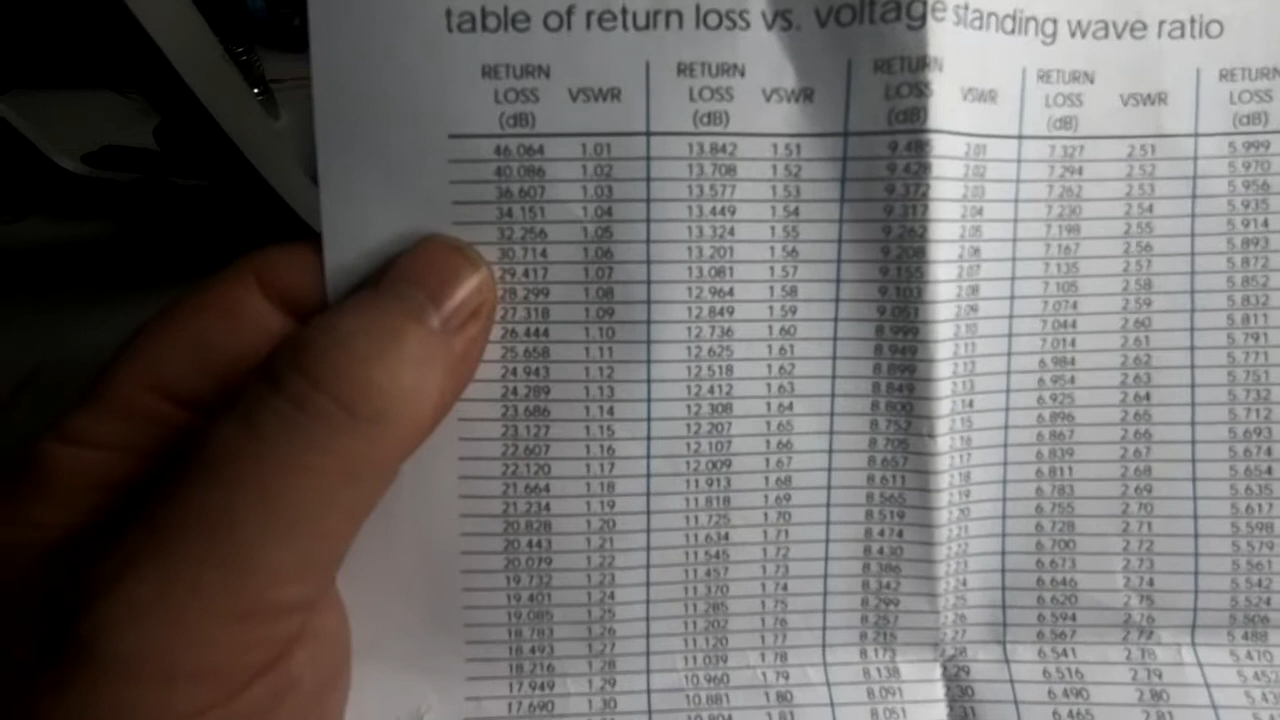 table of return loss vs. voltage standing wave ratio
RETURN LOSS (dB) VSWR RETURN LOSS (dB) VSWR RETURN LOSS (dB) VSWR RETURN LOSS (dB) VSWR RETURN LOSS (dB)
46.064 1.01 13.842 1.51 9.485 2.01 7.327 2.51 5.999
40.086 1.02 13.708 1.52 9.428 2.02 7.294 2.52 5.970
36.607 1.03 13.577 1.53 9.372 2.03 7.262 2.53 5.956
34.151 1.04 13.449 1.54 9.317 2.04 7.230 2.54 5.935
32.256 1.05 13.324 1.55 9.262 2.05 7.198 2.55 5.914
30.714 1.06 13.201 1.56 9.208 2.06 7.167 2.56 5.893
29.417 1.07 13.081 1.57 9.155 2.07 7.135 2.57 5.872
28.299 1.08 12.964 1.58 9.103 2.08 7.105 2.58 5.852
27.318 1.09 12.849 1.59 9.051 2.09 7.074 2.59 5.832
26.444 1.10 12.736 1.60 8.999 2.10 7.044 2.60 5.811
25.658 1.11 12.625 1.61 8.949 2.11 7.014 2.61 5.791
24.943 1.12 12.518 1.62 8.899 2.12 6.984 2.62 5.771
24.289 1.13 12.412 1.63 8.849 2.13 6.954 2.63 5.751
23.686 1.14 12.308 1.64 8.800 2.14 6.925 2.64 5.732
23.127 1.15 12.207 1.65 8.752 2.15 6.896 2.65 5.712
22.607 1.16 12.107 1.66 8.705 2.16 6.867 2.66 5.693
22.120 1.17 12.009 1.67 8.657 2.17 6.839 2.67 5.674
21.664 1.18 11.913 1.68 8.611 2.18 6.811 2.68 5.654
21.234 1.19 11.818 1.69 8.565 2.19 6.783 2.69 5.635
20.828 1.20 11.725 1.70 8.519 2.20 6.755 2.70 5.617
20.443 1.21 11.634 1.71 8.474 2.21 6.728 2.71 5.598
20.079 1.22 11.545 1.72 8.430 2.22 6.700 2.72 5.579
19.732 1.23 11.457 1.73 8.386 2.23 6.673 2.73 5.561
19.401 1.24 11.370 1.74 8.342 2.24 6.646 2.74 5.542
19.085 1.25 11.285 1.75 8.299 2.25 6.620 2.75 5.524
18.783 1.26 11.202 1.76 8.257 2.26 6.594 2.76 5.506
18.493 1.27 11.120 1.77 8.215 2.27 6.567 2.77 5.488
18.216 1.28 11.039 1.78 8.173 2.28 6.541 2.78 5.470
17.949 1.29 10.960 1.79 8.138 2.29 6.516 2.79
17.690 1.30 10.881 1.80 8.091 2.30 6.490 2.80
10.804 1.81 8.051 2.31 6.465 2.81